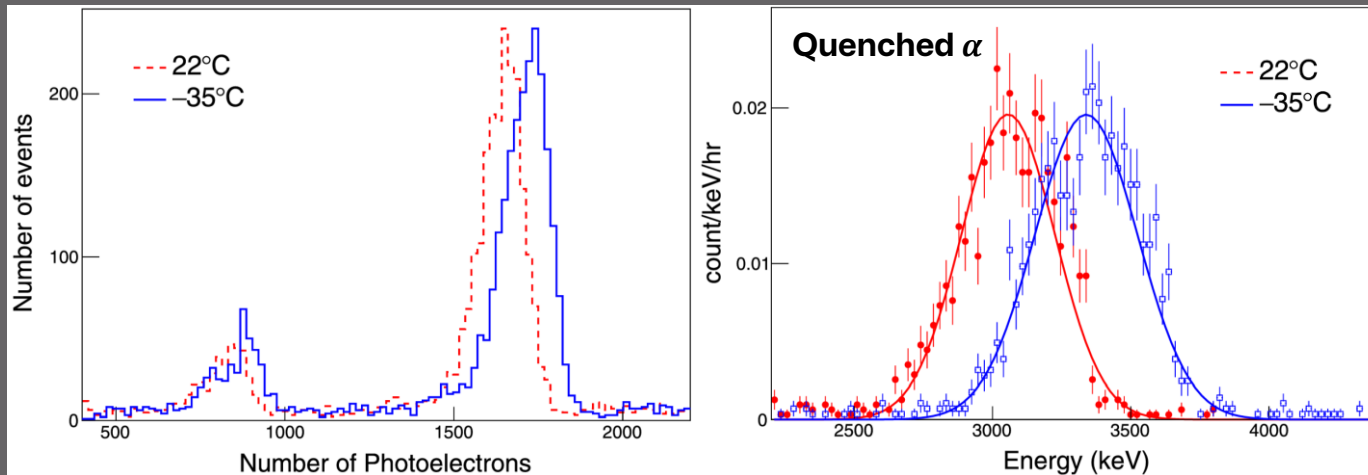 22°C
–35°C
200
100
0
500
1000
1500
2000
Number of events
Number of Photoelectrons
Quenched α
22°C
–35°C
0.02
0.01
0
2500
3000
3500
4000
count/keV/hr
Energy (keV)